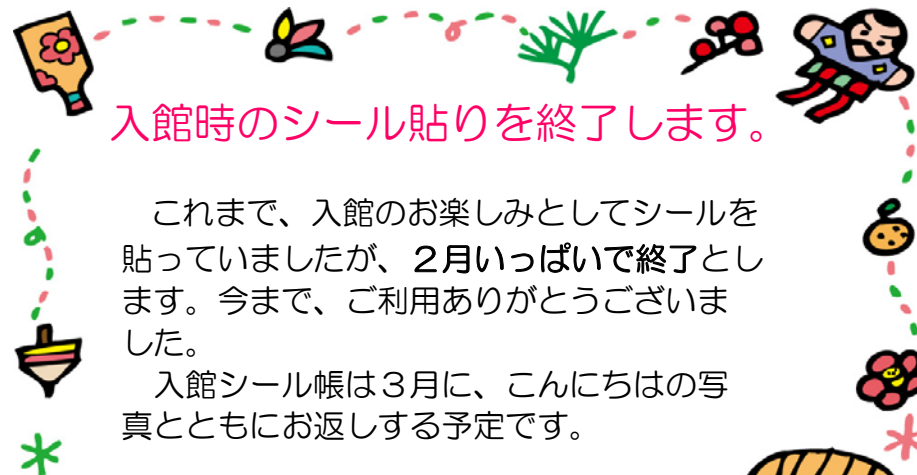 入館時のシール貼りを終了します。
これまで、入館のお楽しみとしてシールを
貼っていましたが、２月いっぱいで終了とし
ます。今まで、ご利用ありがとうございま
した。
入館シール帳は３月に、こんにちはの写
真とともにお返しする予定です。